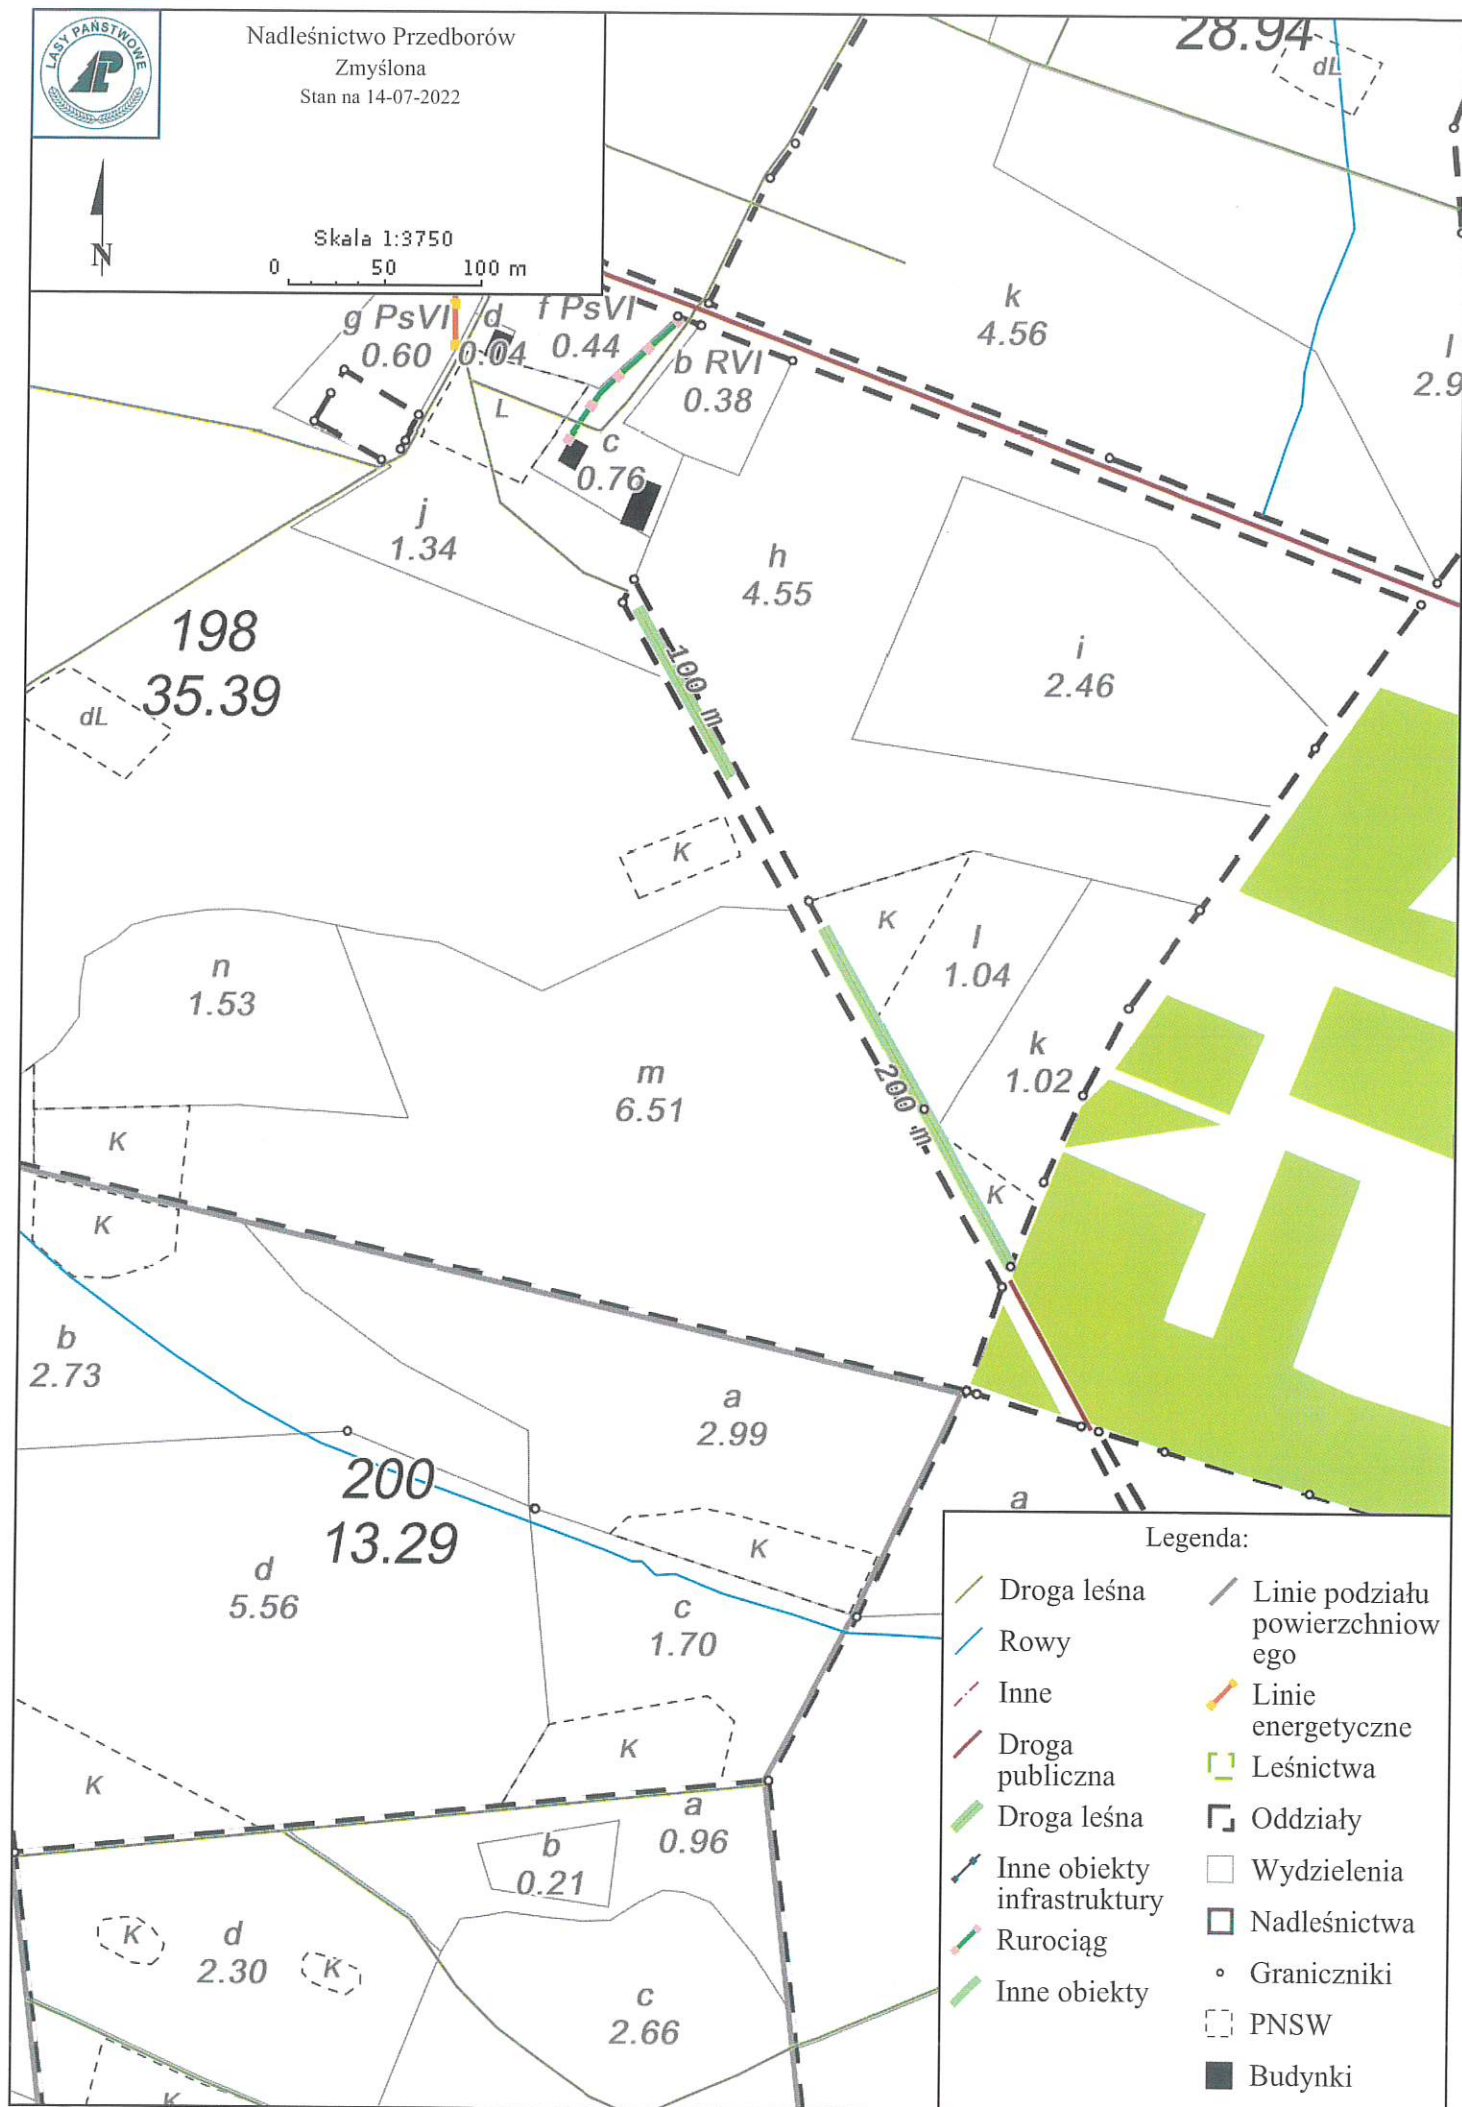 LASY PAŃSTWOWE
Nadleśnictwo Przedborów
Zmyślona
Stan na 14-07-2022
N
Skala 1:3750
0 50 100 m
28.94
dL
k
4.56
l
2.9
g PsVI
0.60
d
0.04
f PsVI
0.44
b RVI
0.38
L
c
0.76
j
1.34
h
4.55
i
2.46
198
35.39
dL
100 m
K
K
l
1.04
n
1.53
k
1.02
m
6.51
200 m
K
K
K
b
2.73
a
2.99
200
13.29
a
K
d
5.56
c
1.70
K
K
a
0.96
b
0.21
K
d
2.30
K
c
2.66
K
Legenda:
Droga leśna
Rowy
Inne
Droga
publiczna
Droga leśna
Inne obiekty
infrastruktury
Rurociąg
Inne obiekty
Linie podziału
powierzchniow
ego
Linie
energetyczne
Leśnictwa
Oddziały
Wydzielenia
Nadleśnictwa
Graniczniki
PNSW
Budynki